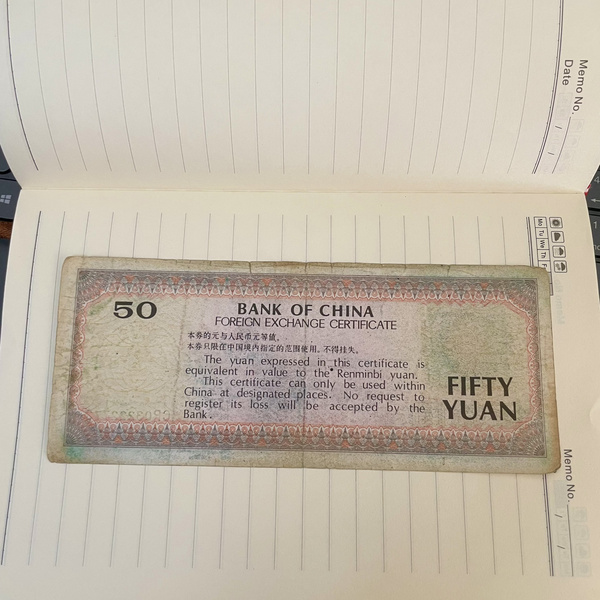 Memo No.
Date / /
Mo Tu We Th F
50
BANK OF CHINA
FOREIGN EXCHANGE CERTIFICATE
本券的元与人民币元等值。
本券只限在中国境内指定的范围使用，不得挂失。
The yuan expressed in this certificate is
equivalent in value to the Renminbi yuan.
This certificate can only be used within
China at designated places. No request to
register its loss will be accepted by the
Bank.
FIFTY
YUAN
Memo No.
/ /